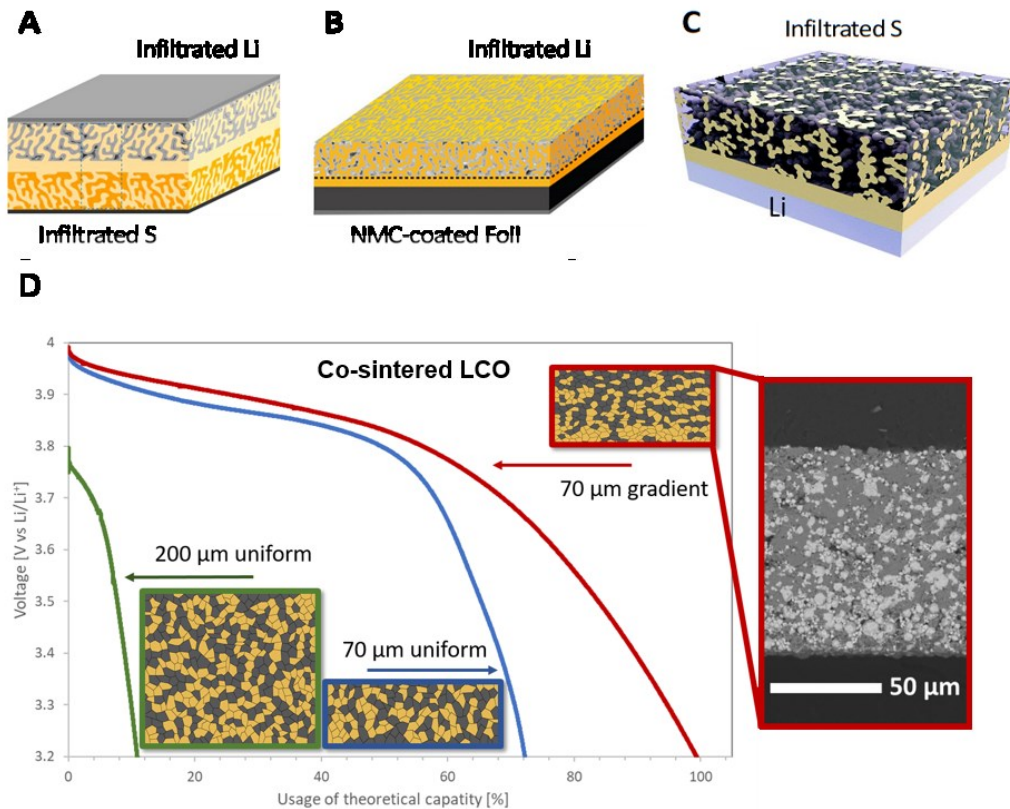 A
Infiltrated Li
Infiltrated S
B
Infiltrated Li
NMC-coated Foil
C
Infiltrated S
Li
D
Co-sintered LCO
Voltage [V vs Li/Li⁺]
4
3.9
3.8
3.7
3.6
3.5
3.4
3.3
3.2
70 µm gradient
200 µm uniform
70 µm uniform
50 µm
0
20
40
60
80
100
Usage of theoretical capatity [%]